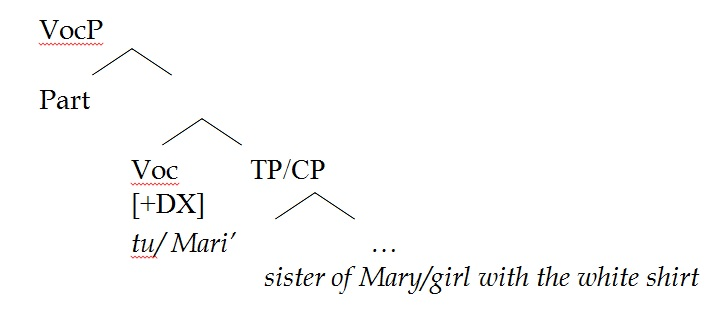 VocP
Part
Voc TP/CP
[+DX]
tu/ Mari’ …
sister of Mary/girl with the white shirt